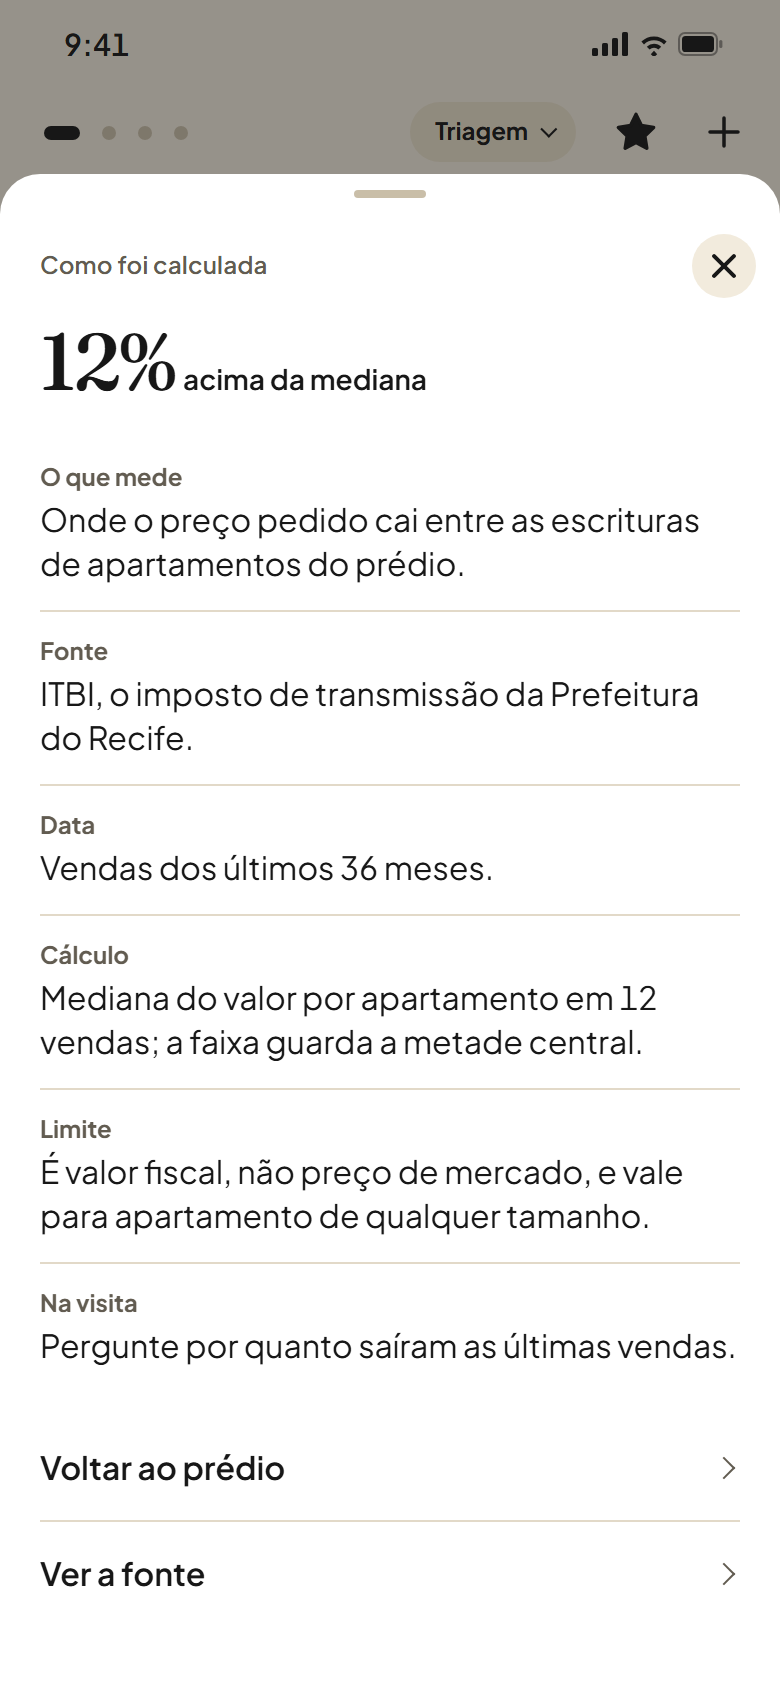 9:41
Triagem
Como foi calculada
12% acima da mediana
O que mede
Onde o preço pedido cai entre as escrituras
de apartamentos do prédio.
Fonte
ITBI, o imposto de transmissão da Prefeitura
do Recife.
Data
Vendas dos últimos 36 meses.
Cálculo
Mediana do valor por apartamento em 12
vendas; a faixa guarda a metade central.
Limite
É valor fiscal, não preço de mercado, e vale
para apartamento de qualquer tamanho.
Na visita
Pergunte por quanto saíram as últimas vendas.
Voltar ao prédio
Ver a fonte